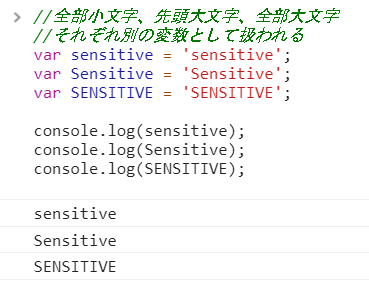 //全部小文字、先頭大文字、全部大文字
//それぞれ別の変数として扱われる
var sensitive = 'sensitive';
var Sensitive = 'Sensitive';
var SENSITIVE = 'SENSITIVE';
console.log(sensitive);
console.log(Sensitive);
console.log(SENSITIVE);
sensitive
Sensitive
SENSITIVE